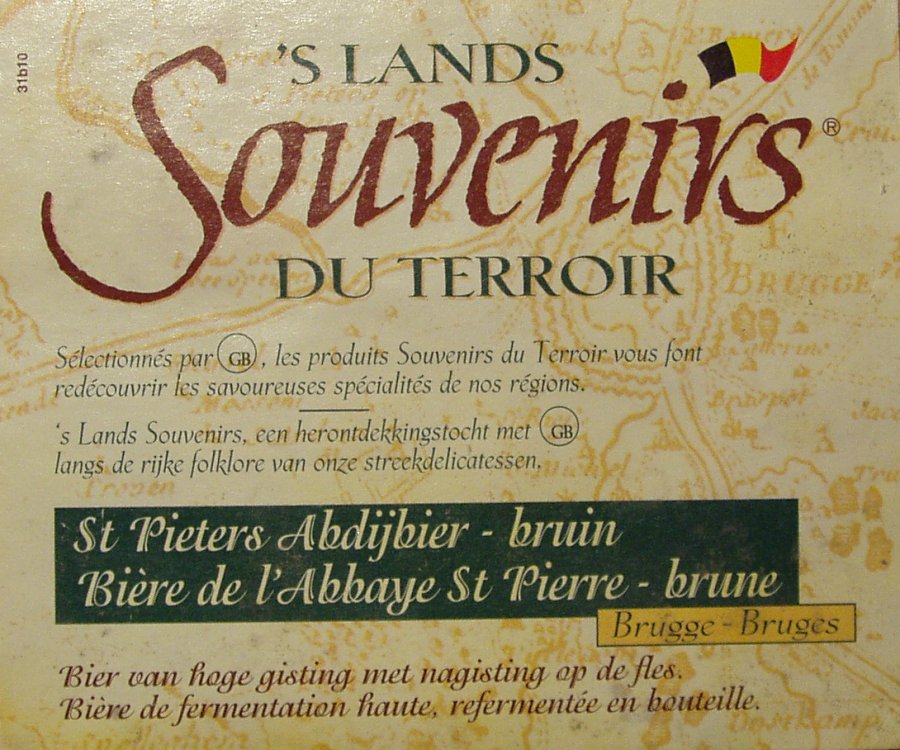 31b10
'S LANDS
Souvenirs®
DU TERROIR
Sélectionnés par GB, les produits Souvenirs du Terroir vous font
redécouvrir les savoureuses spécialités de nos régions.
's Lands Souvenirs, een herontdekkingstocht met GB
langs de rijke folklore van onze streekdelicatessen.
St Pieters Abdijbier - bruin
Bière de l'Abbaye St Pierre - brune
Brugge - Bruges
Bier van hoge gisting met nagisting op de fles.
Bière de fermentation haute, refermentée en bouteille.
BRUGGE